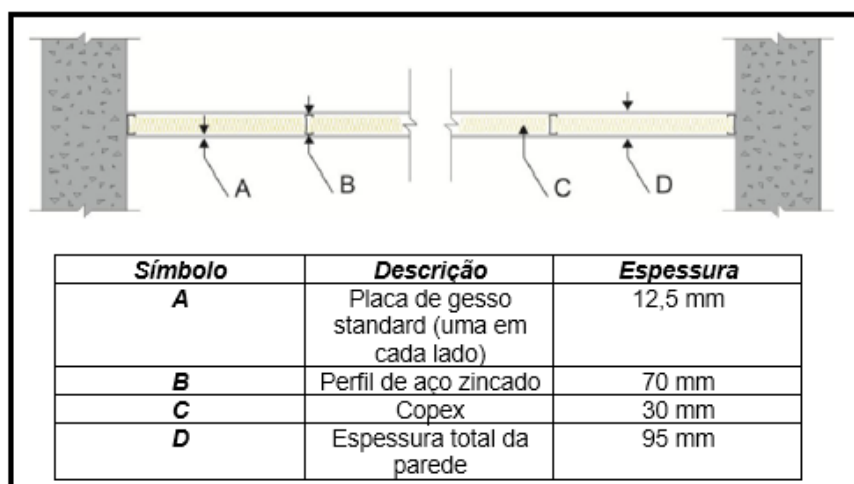 A
B
C
D
Símbolo Descrição Espessura
A Placa de gesso 12,5 mm
standard (uma em
cada lado)
B Perfil de aço zincado 70 mm
C Copex 30 mm
D Espessura total da 95 mm
parede